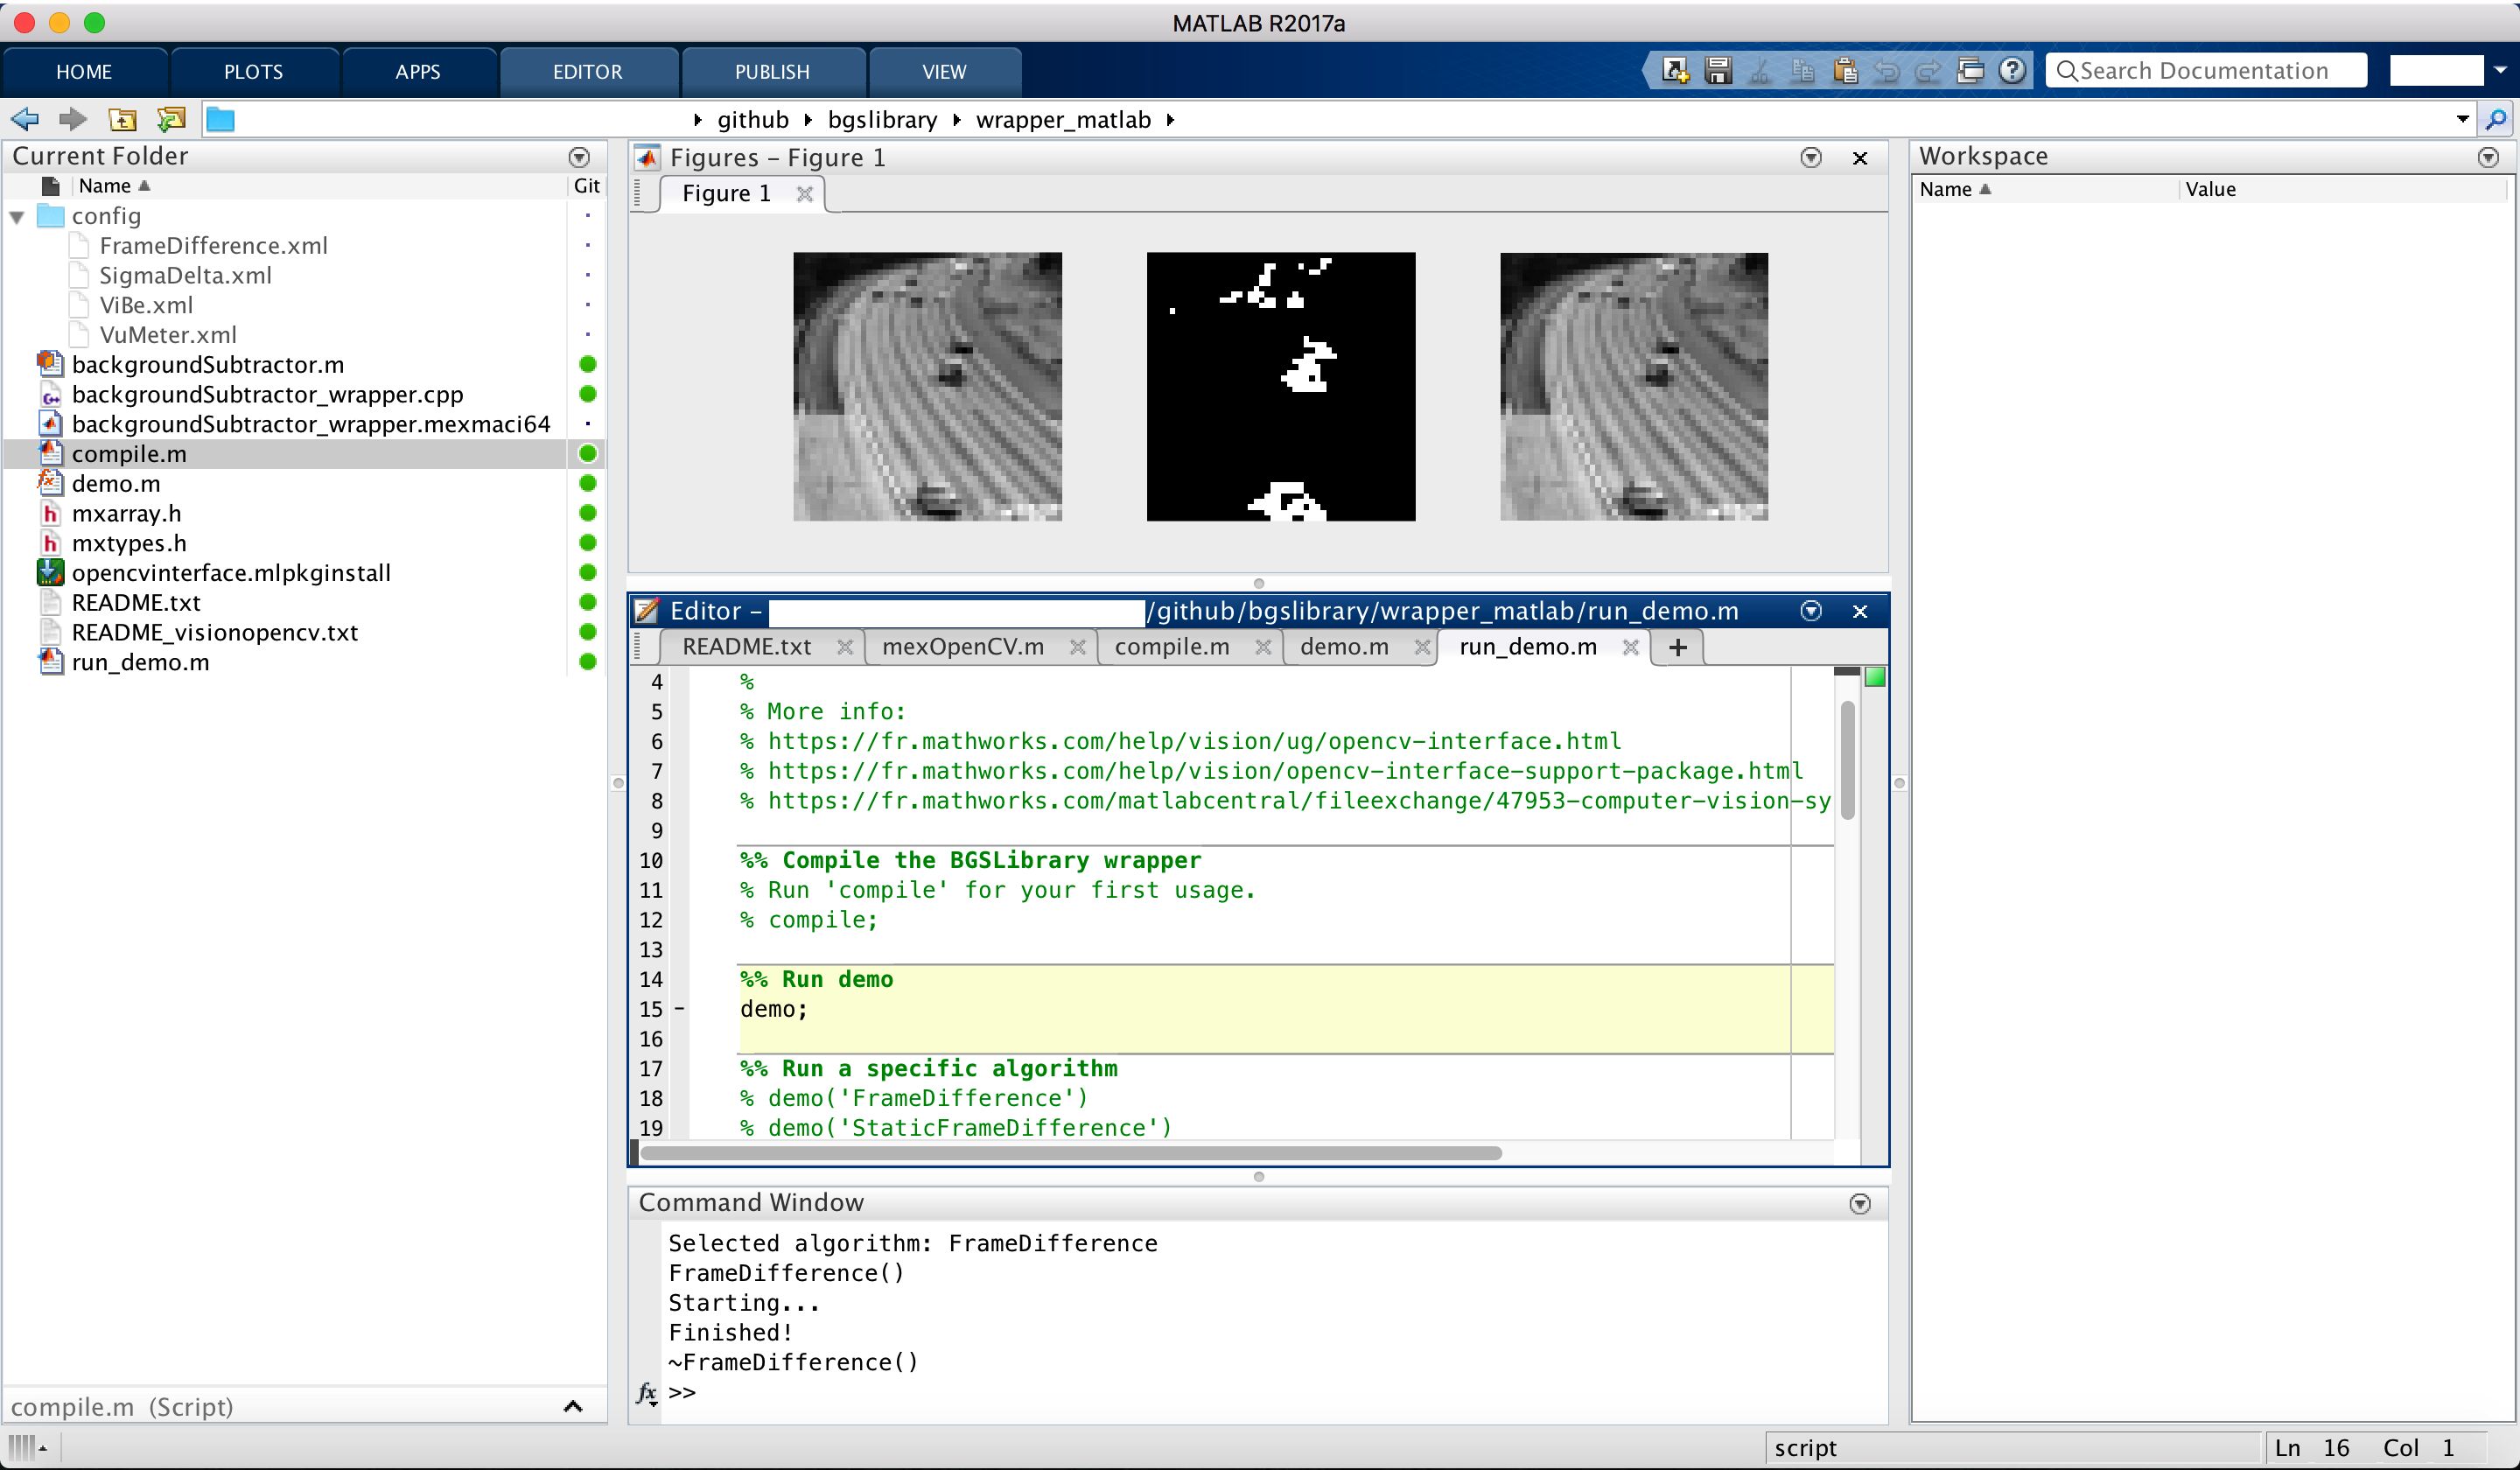 MATLAB R2017a
HOME PLOTS APPS EDITOR PUBLISH VIEW Search Documentation
github bgslibrary wrapper_matlab
Current Folder
Name Git
config
FrameDifference.xml
SigmaDelta.xml
ViBe.xml
VuMeter.xml
backgroundSubtractor.m
backgroundSubtractor_wrapper.cpp
backgroundSubtractor_wrapper.mexmaci64
compile.m
demo.m
mxarray.h
mxtypes.h
opencvinterface.mlpkginstall
README.txt
README_visionopencv.txt
run_demo.m
compile.m (Script)
Figures – Figure 1
Figure 1
Editor – /github/bgslibrary/wrapper_matlab/run_demo.m
README.txt mexOpenCV.m compile.m demo.m run_demo.m +
4 %
5 % More info:
6 % https://fr.mathworks.com/help/vision/ug/opencv-interface.html
7 % https://fr.mathworks.com/help/vision/opencv-interface-support-package.html
8 % https://fr.mathworks.com/matlabcentral/fileexchange/47953-computer-vision-sy
9
10 %% Compile the BGSLibrary wrapper
11 % Run 'compile' for your first usage.
12 % compile;
13
14 %% Run demo
15 – demo;
16
17 %% Run a specific algorithm
18 % demo('FrameDifference')
19 % demo('StaticFrameDifference')
Command Window
Selected algorithm: FrameDifference
FrameDifference()
Starting...
Finished!
~FrameDifference()
fx >>
Workspace
Name Value
script Ln 16 Col 1